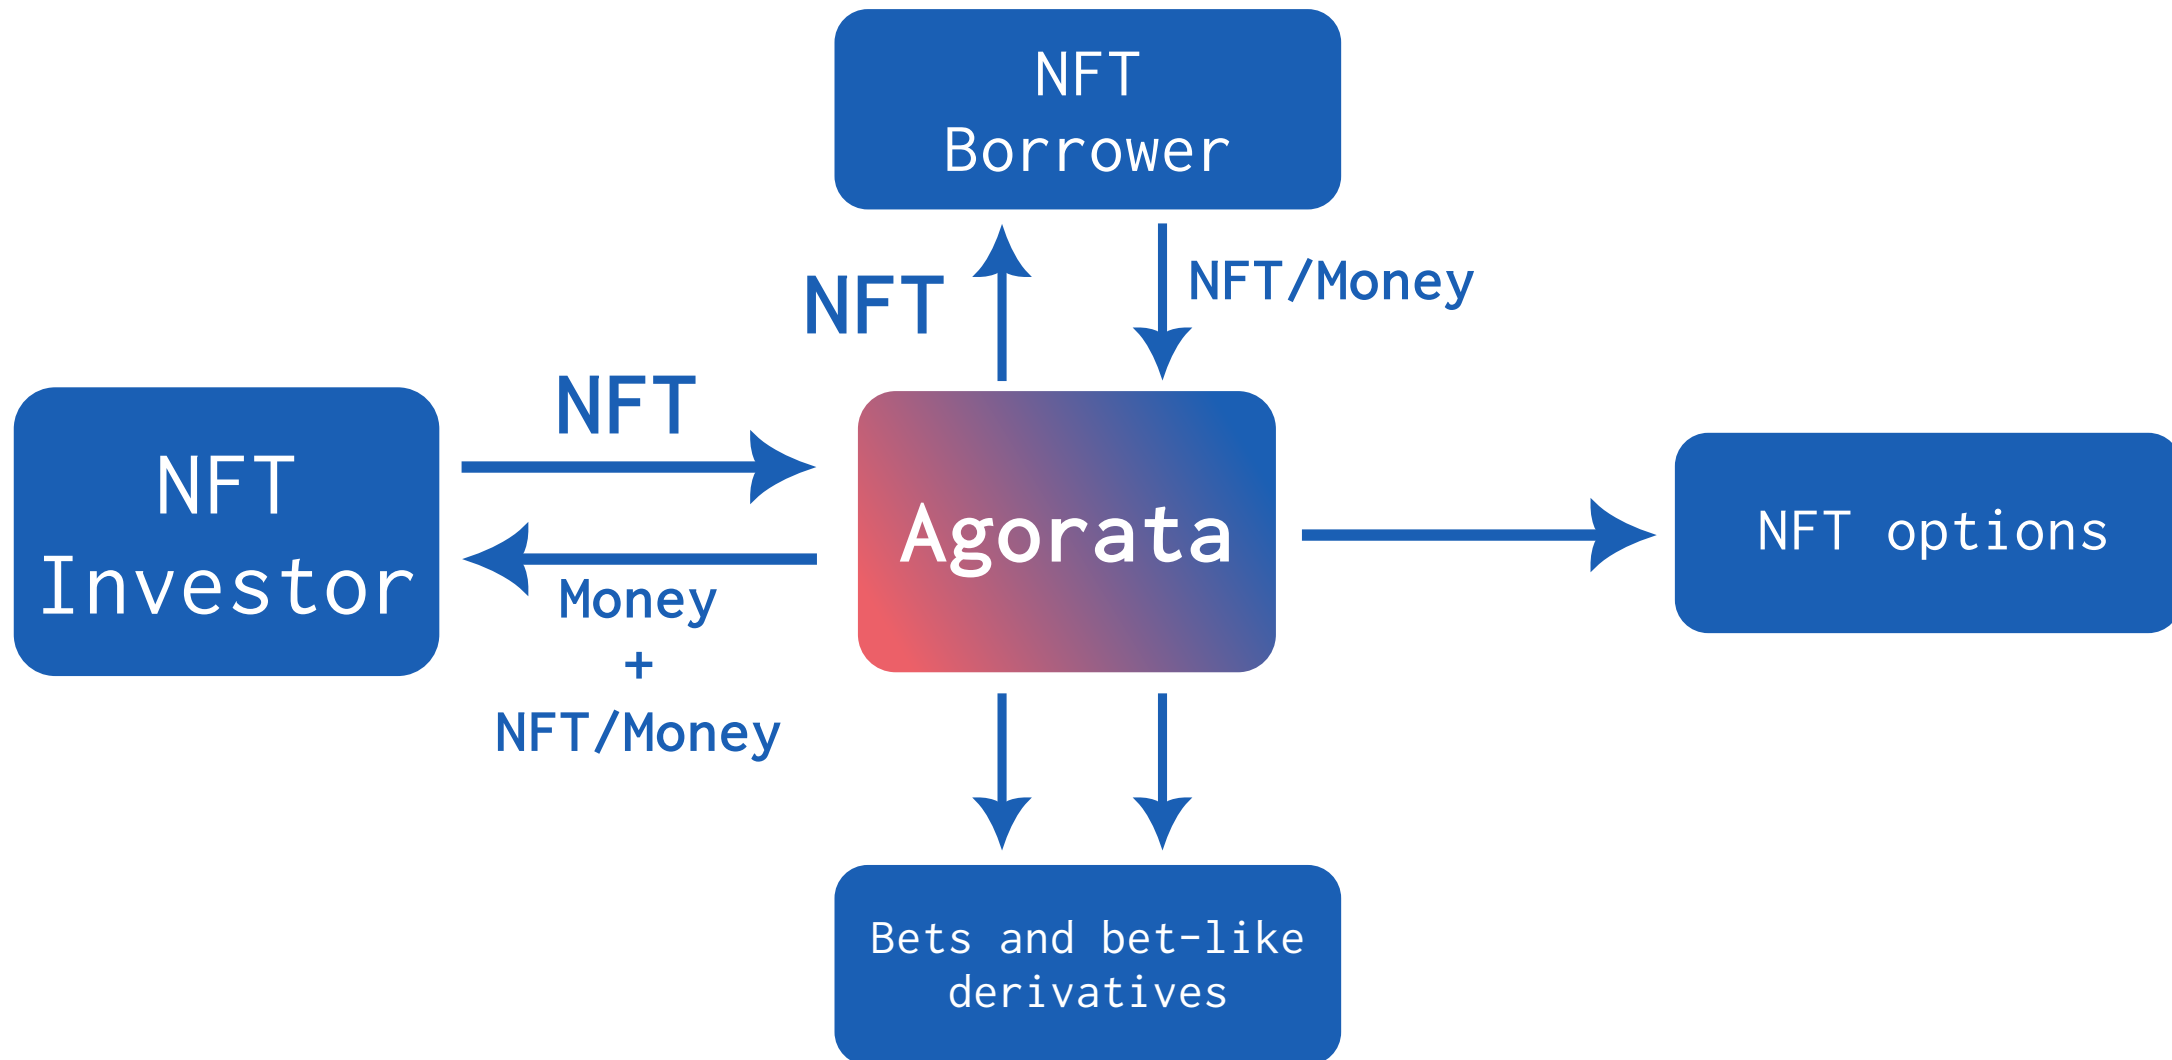 NFT
Borrower
NFT
NFT/Money
NFT
NFT
Investor
Agorata
NFT options
Money
+
NFT/Money
Bets and bet-like
derivatives